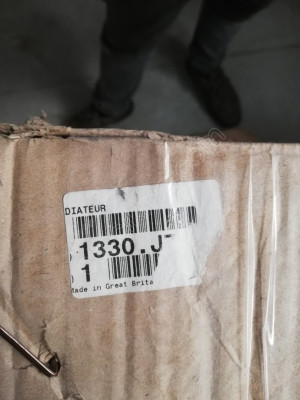 DIATEUR
1330.J
1
Made in Great Brita